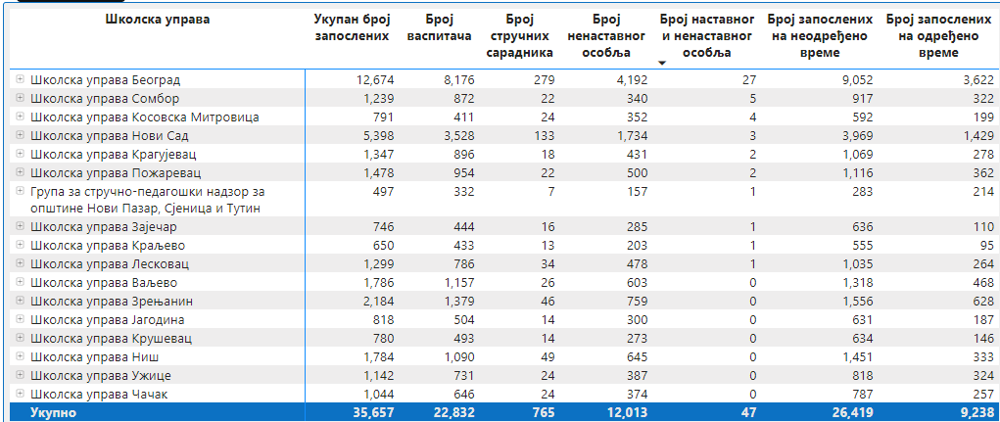 Школска управа Укупан број запослених Број васпитача Број стручних сарадника Број ненаставног особља Број наставног и ненаставног особља Број запослених на неодређено време Број запослених на одређено време
Школска управа Београд 12,674 8,176 279 4,192 27 9,052 3,622
Школска управа Сомбор 1,239 872 22 340 5 917 322
Школска управа Косовска Митровица 791 411 24 352 4 592 199
Школска управа Нови Сад 5,398 3,528 133 1,734 3 3,969 1,429
Школска управа Крагујевац 1,347 896 18 431 2 1,069 278
Школска управа Пожаревац 1,478 954 22 500 2 1,116 362
Група за стручно-педагошки надзор за 497 332 7 157 1 283 214
општине Нови Пазар, Сјеница и Тутин
Школска управа Зајечар 746 444 16 285 1 636 110
Школска управа Краљево 650 433 13 203 1 555 95
Школска управа Лесковац 1,299 786 34 478 1 1,035 264
Школска управа Ваљево 1,786 1,157 26 603 0 1,318 468
Школска управа Зрењанин 2,184 1,379 46 759 0 1,556 628
Школска управа Јагодина 818 504 14 300 0 631 187
Школска управа Крушевац 780 493 14 273 0 634 146
Школска управа Ниш 1,784 1,090 49 645 0 1,451 333
Школска управа Ужице 1,142 731 24 387 0 818 324
Школска управа Чачак 1,044 646 24 374 0 787 257
Укупно 35,657 22,832 765 12,013 47 26,419 9,238